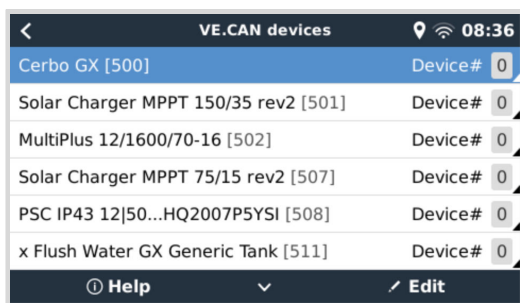 VE.CAN devices 08:36
Cerbo GX [500] Device# 0
Solar Charger MPPT 150/35 rev2 [501] Device# 0
MultiPlus 12/1600/70-16 [502] Device# 0
Solar Charger MPPT 75/15 rev2 [507] Device# 0
PSC IP43 12|50...HQ2007P5YSI [508] Device# 0
x Flush Water GX Generic Tank [511] Device# 0
Help Edit